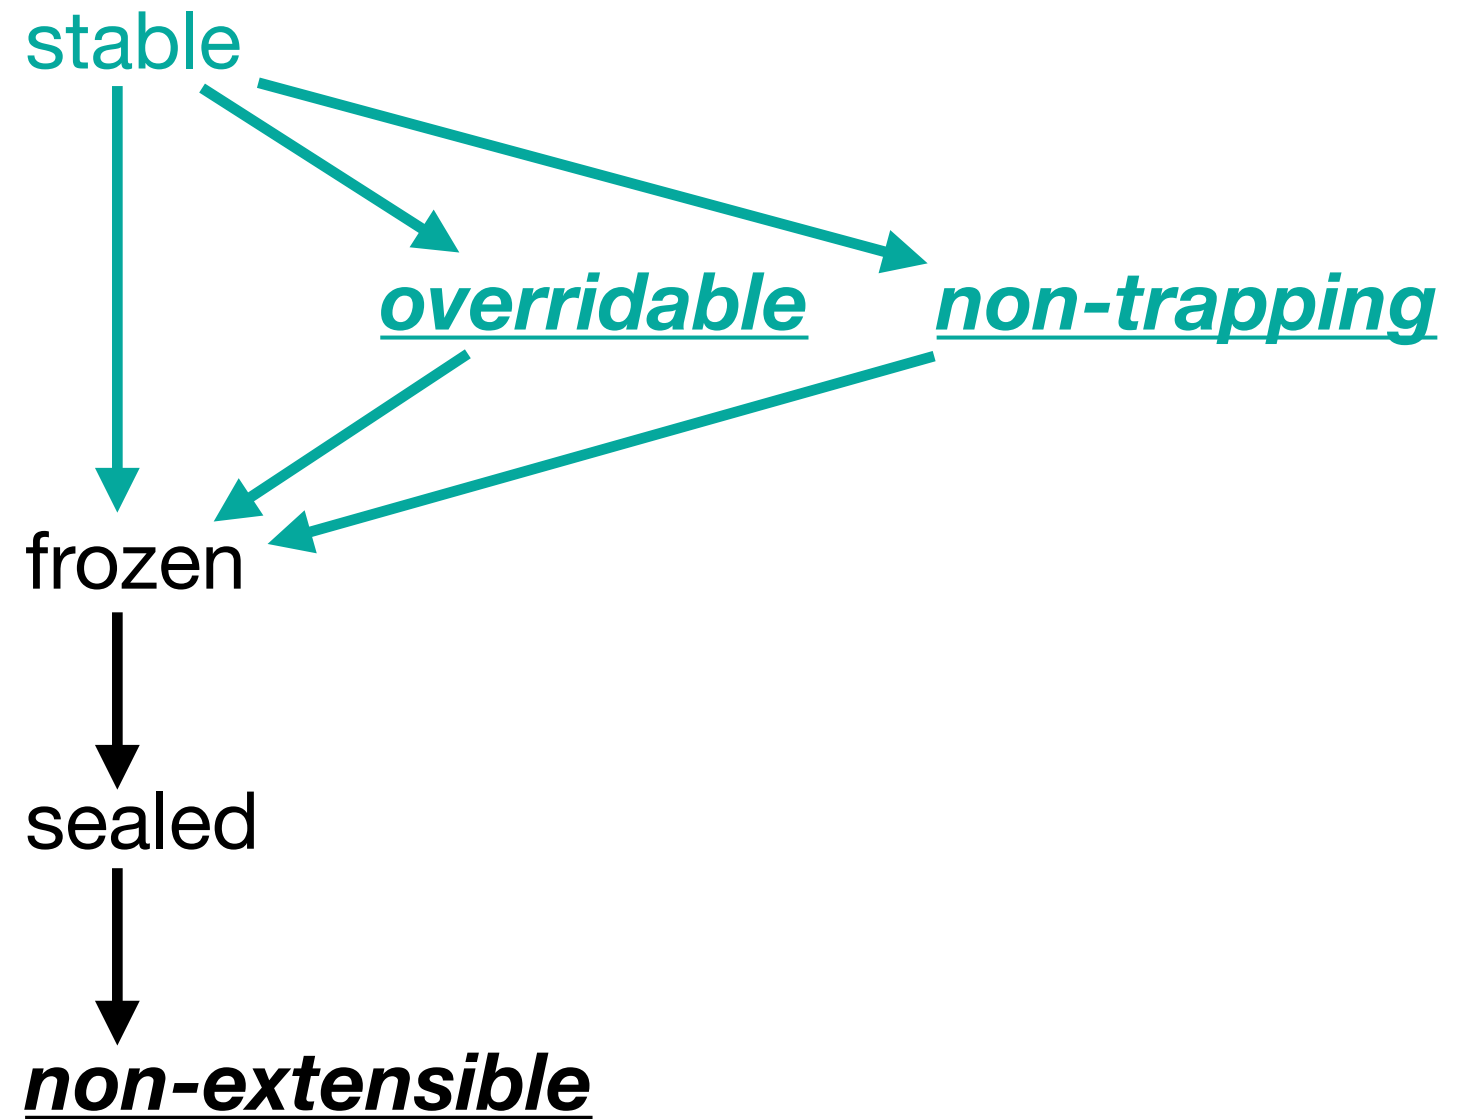 stable
overridable non-trapping
frozen
sealed
non-extensible